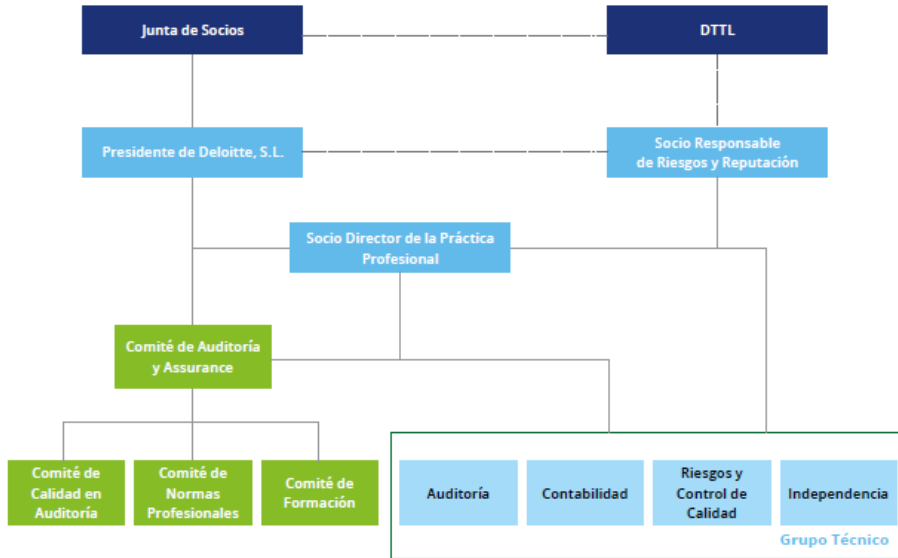 Junta de Socios
DTTL
Presidente de Deloitte, S.L.
Socio Responsable
de Riesgos y Reputación
Socio Director de la Práctica
Profesional
Comité de Auditoría
y Assurance
Comité de
Calidad en
Auditoría
Comité de
Normas
Profesionales
Comité de
Formación
Auditoría
Contabilidad
Riesgos y
Control de
Calidad
Independencia
Grupo Técnico